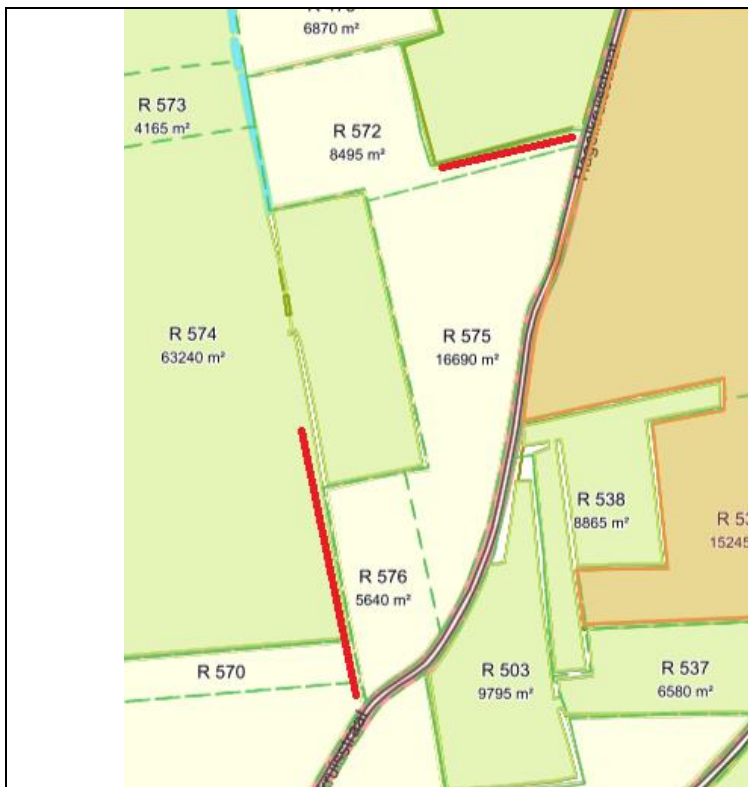 6870 m²
R 573
4165 m²
R 572
8495 m²
R 574
63240 m²
R 575
16690 m²
R 538
8865 m²
R 576
5640 m²
R 570
R 503
9795 m²
R 537
6580 m²